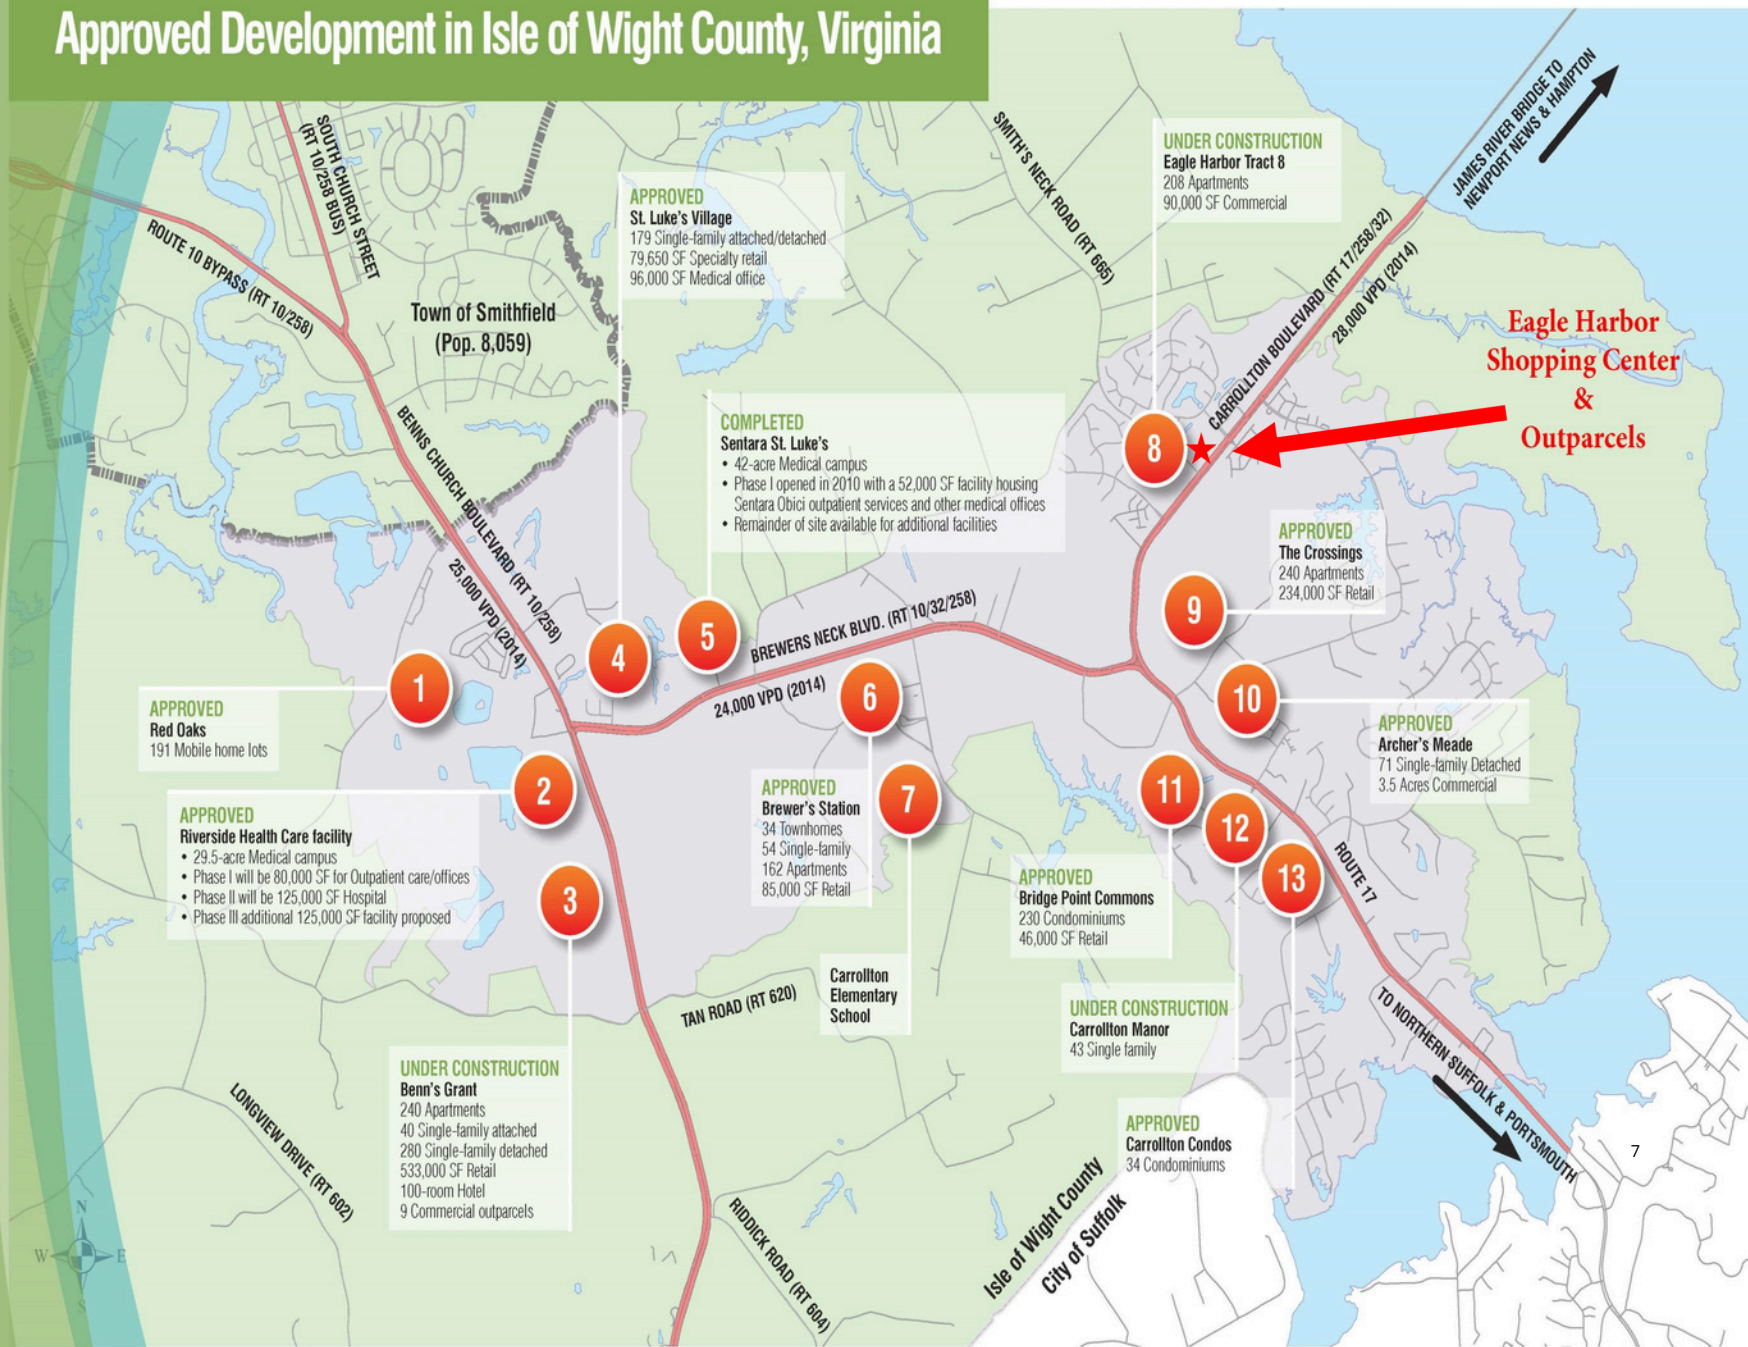 Approved Development in Isle of Wight County, Virginia
JAMES RIVER BRIDGE TO
NEWPORT NEWS & HAMPTON
SOUTH CHURCH STREET
(RT 10/258 BUS)
SMITH'S NECK ROAD (RT 665)
UNDER CONSTRUCTION
Eagle Harbor Tract 8
208 Apartments
90,000 SF Commercial
APPROVED
St. Luke's Village
179 Single-family attached/detached
79,650 SF Specialty retail
96,000 SF Medical office
ROUTE 10 BYPASS (RT 10/258)
Town of Smithfield
(Pop. 8,059)
CARROLLTON BOULEVARD (RT 17/258/32)
28,000 VPD (2014)
Eagle Harbor
Shopping Center
&
Outparcels
BENNS CHURCH BOULEVARD (RT 10/258)
25,000 VPD (2014)
COMPLETED
Sentara St. Luke's
• 42-acre Medical campus
• Phase I opened in 2010 with a 52,000 SF facility housing
Sentara Obici outpatient services and other medical offices
• Remainder of site available for additional facilities
8
APPROVED
The Crossings
240 Apartments
234,000 SF Retail
9
BREWERS NECK BLVD. (RT 10/32/258)
24,000 VPD (2014)
5
4
1
6
10
APPROVED
Red Oaks
191 Mobile home lots
APPROVED
Archer's Meade
71 Single-family Detached
3.5 Acres Commercial
2
7
11
12
13
APPROVED
Riverside Health Care facility
• 29.5-acre Medical campus
• Phase I will be 80,000 SF for Outpatient care/offices
• Phase II will be 125,000 SF Hospital
• Phase III additional 125,000 SF facility proposed
APPROVED
Brewer's Station
34 Townhomes
54 Single-family
162 Apartments
85,000 SF Retail
ROUTE 17
3
APPROVED
Bridge Point Commons
230 Condominiums
46,000 SF Retail
Carrollton
Elementary
School
TAN ROAD (RT 620)
UNDER CONSTRUCTION
Carrollton Manor
43 Single family
TO NORTHERN SUFFOLK & PORTSMOUTH
UNDER CONSTRUCTION
Benn's Grant
240 Apartments
40 Single-family attached
280 Single-family detached
533,000 SF Retail
100-room Hotel
9 Commercial outparcels
LONGVIEW DRIVE (RT 602)
APPROVED
Carrollton Condos
34 Condominiums
7
Isle of Wight County
City of Suffolk
RIDDICK ROAD (RT 604)
N
W
E
S